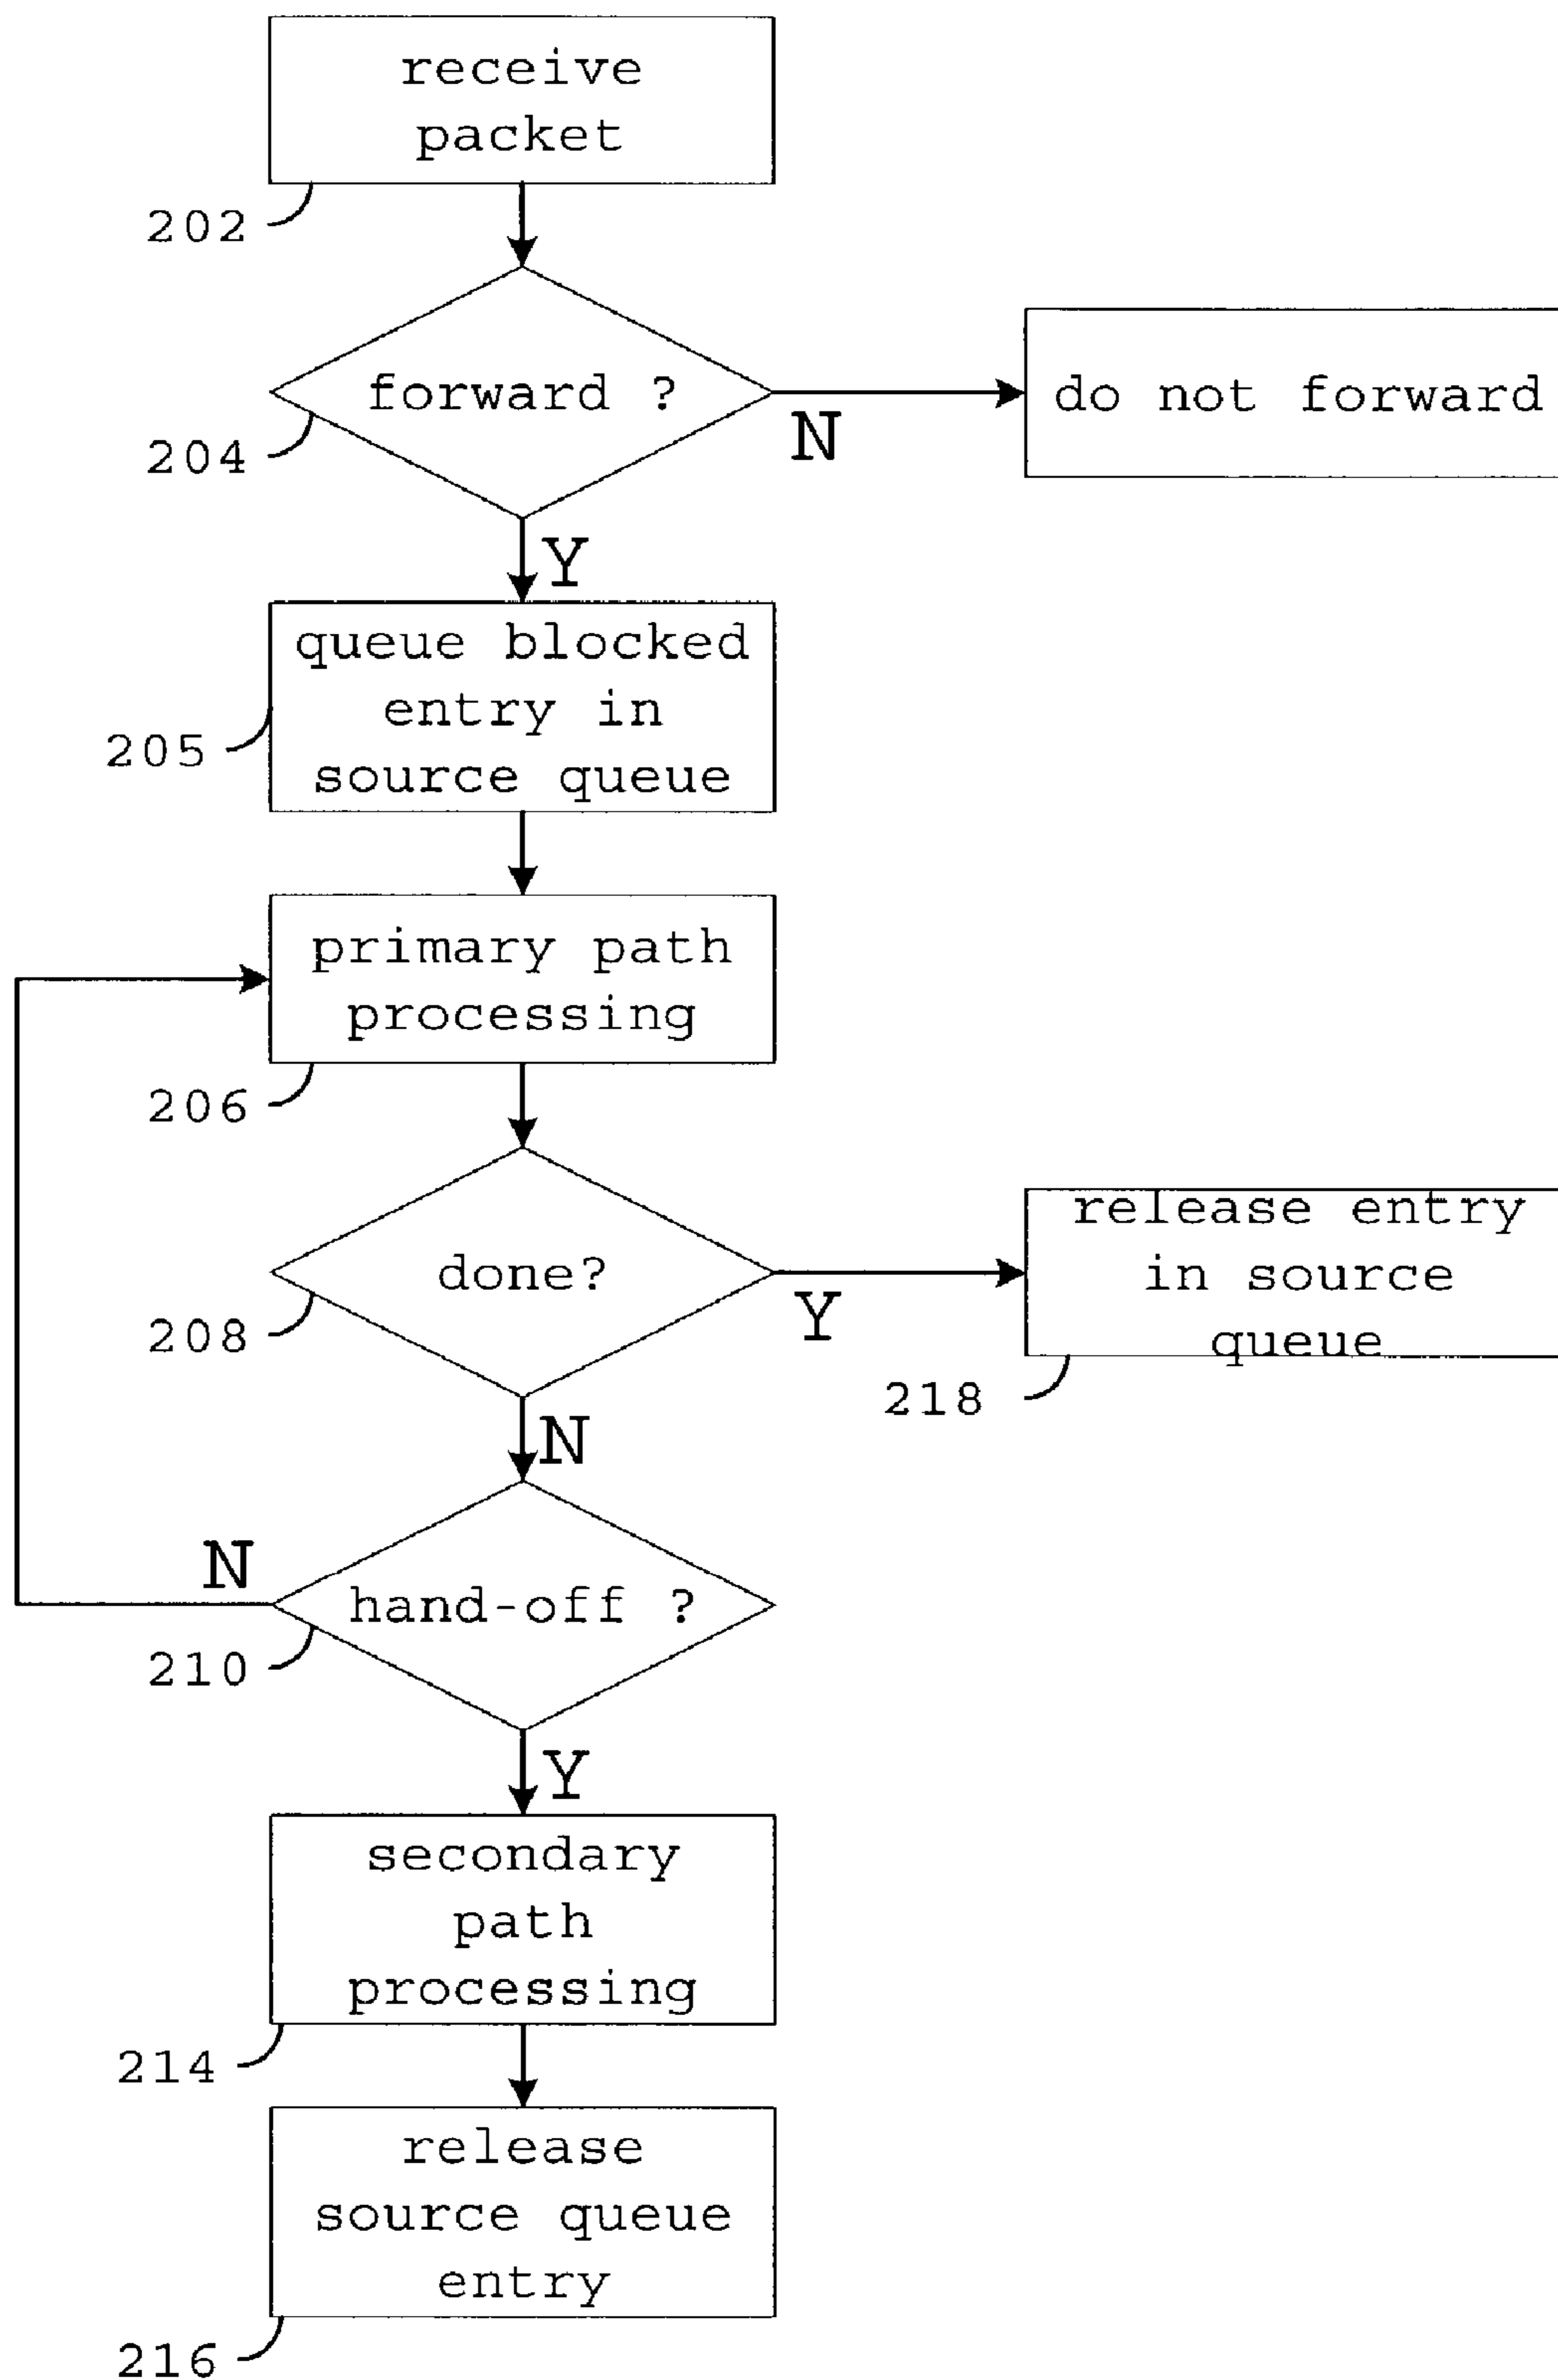 receive
packet
202
forward ?
204
N
do not forward
Y
queue blocked
entry in
source queue
205
primary path
processing
206
done?
208
Y
release entry
in source
queue
218
N
N
hand-off ?
210
Y
secondary
path
processing
214
release
source queue
entry
216